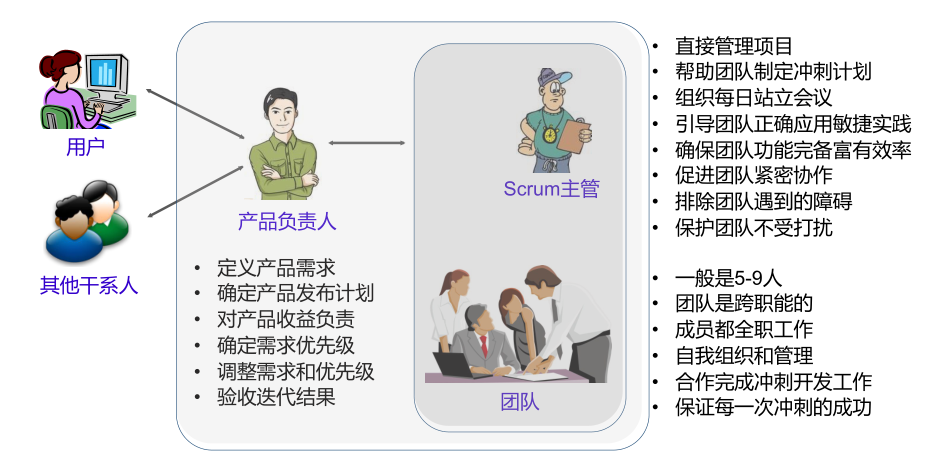 用户
其他干系人
产品负责人
• 定义产品需求
• 确定产品发布计划
• 对产品收益负责
• 确定需求优先级
• 调整需求和优先级
• 验收迭代结果
Scrum主管
团队
• 直接管理项目
• 帮助团队制定冲刺计划
• 组织每日站立会议
• 引导团队正确应用敏捷实践
• 确保团队功能完备富有效率
• 促进团队紧密协作
• 排除团队遇到的障碍
• 保护团队不受打扰
• 一般是5-9人
• 团队是跨职能的
• 成员都全职工作
• 自我组织和管理
• 合作完成冲刺开发工作
• 保证每一次冲刺的成功